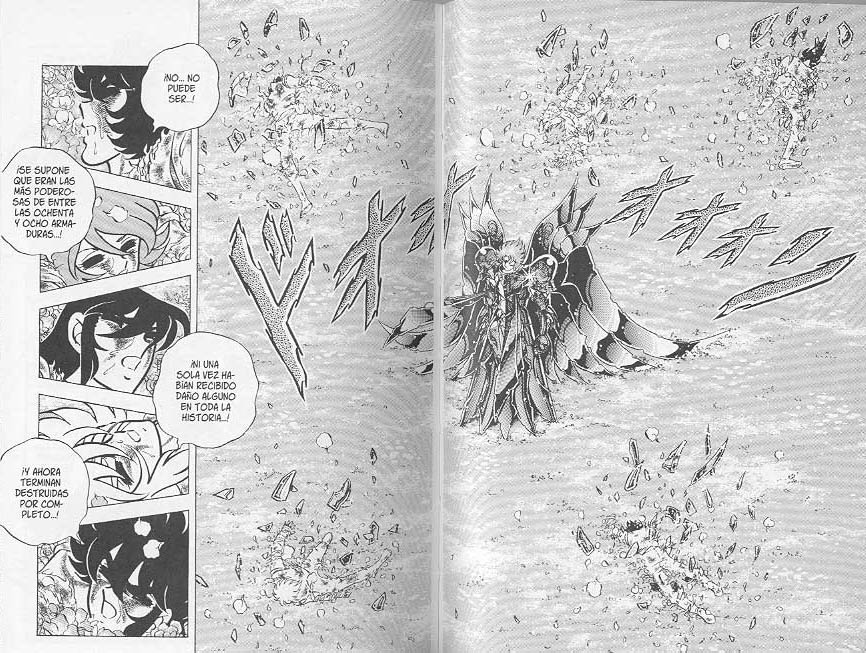 ¡NO... NO
PUEDE
SER...!
¡SE SUPONE
QUE ERAN LAS
MÁS PODERO-
SAS DE ENTRE
LAS OCHENTA
Y OCHO ARMA-
DURAS...!
¡NI UNA
SOLA VEZ HA-
BÍAN RECIBIDO
DAÑO ALGUNO
EN TODA LA
HISTORIA...!
¡Y AHORA
TERMINAN
DESTRUIDAS
POR COM-
PLETO...!
ドオオオオオン